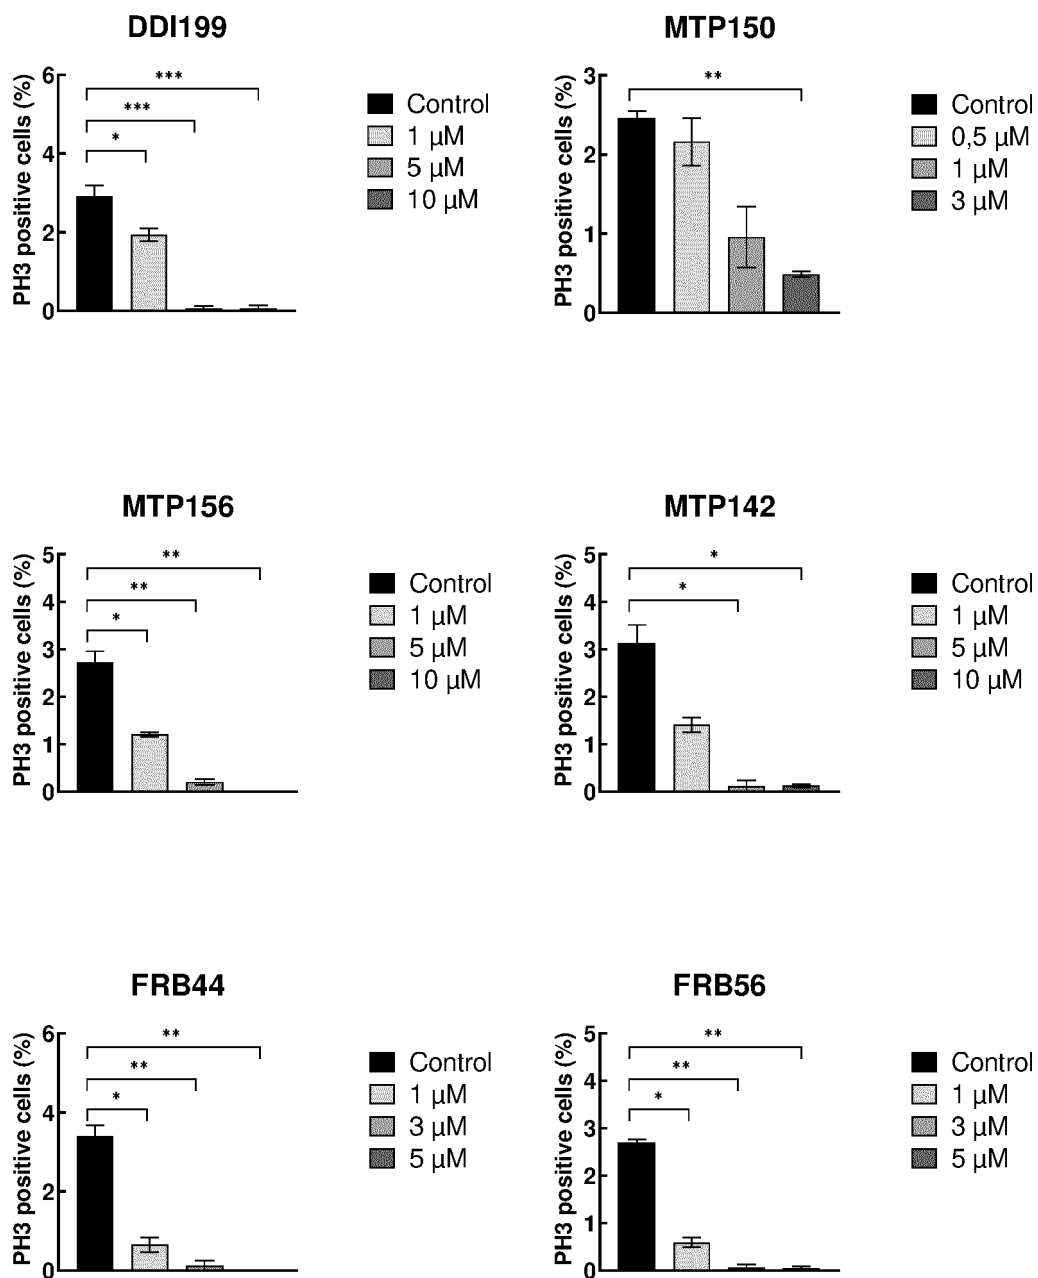 DDI199
PH3 positive cells (%)
6
4
2
0
***
***
*
Control
1 µM
5 µM
10 µM
MTP150
PH3 positive cells (%)
3
2
1
0
**
Control
0,5 µM
1 µM
3 µM
MTP156
PH3 positive cells (%)
5
4
3
2
1
0
**
**
*
Control
1 µM
5 µM
10 µM
MTP142
PH3 positive cells (%)
5
4
3
2
1
0
*
*
Control
1 µM
5 µM
10 µM
FRB44
PH3 positive cells (%)
6
4
2
0
**
**
*
Control
1 µM
3 µM
5 µM
FRB56
PH3 positive cells (%)
5
4
3
2
1
0
**
**
*
Control
1 µM
3 µM
5 µM